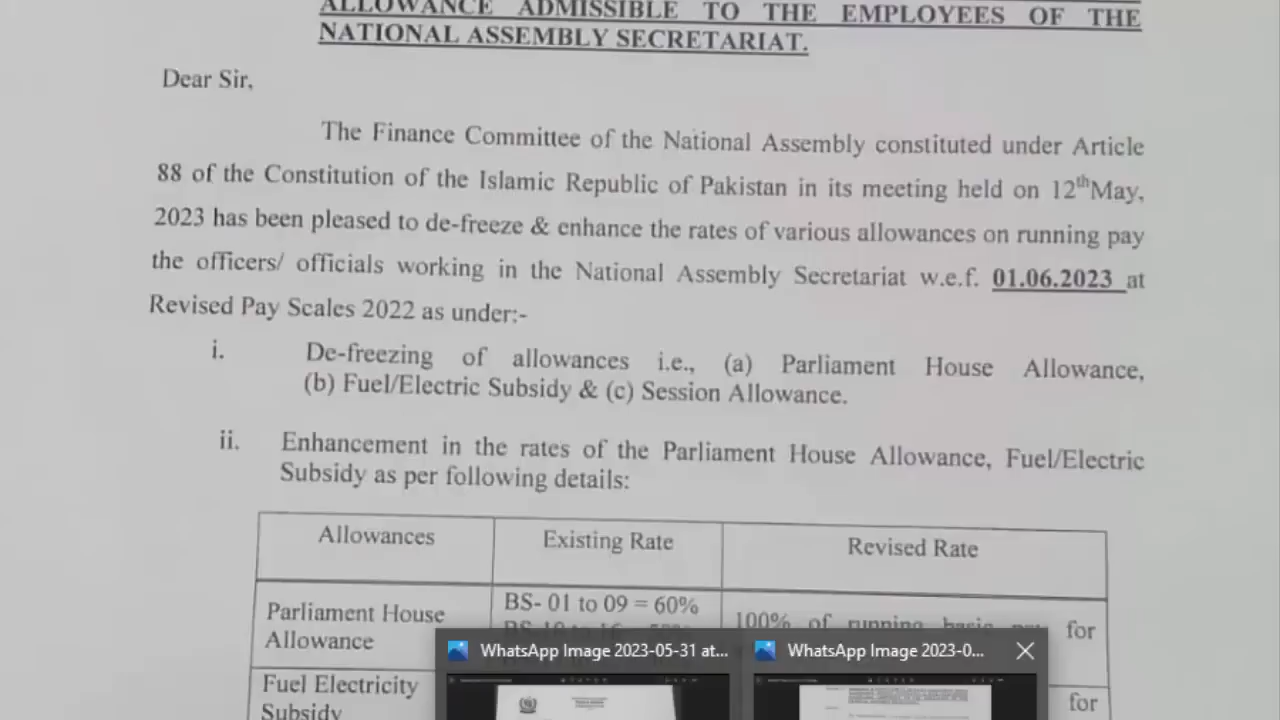 ALLOWANCE ADMISSIBLE TO THE EMPLOYEES OF THE
NATIONAL ASSEMBLY SECRETARIAT.
Dear Sir,
The Finance Committee of the National Assembly constituted under Article
88 of the Constitution of the Islamic Republic of Pakistan in its meeting held on 12th May,
2023 has been pleased to de-freeze & enhance the rates of various allowances on running pay
the officers/ officials working in the National Assembly Secretariat w.e.f. 01.06.2023 at
Revised Pay Scales 2022 as under:-
i. De-freezing of allowances i.e., (a) Parliament House Allowance,
(b) Fuel/Electric Subsidy & (c) Session Allowance.
ii. Enhancement in the rates of the Parliament House Allowance, Fuel/Electric
Subsidy as per following details:
Allowances Existing Rate Revised Rate
Parliament House
Allowance
BS- 01 to 09 = 60%
100% of running basic for
Fuel Electricity
Subsidy
for
WhatsApp Image 2023-05-31 at...
WhatsApp Image 2023-0...